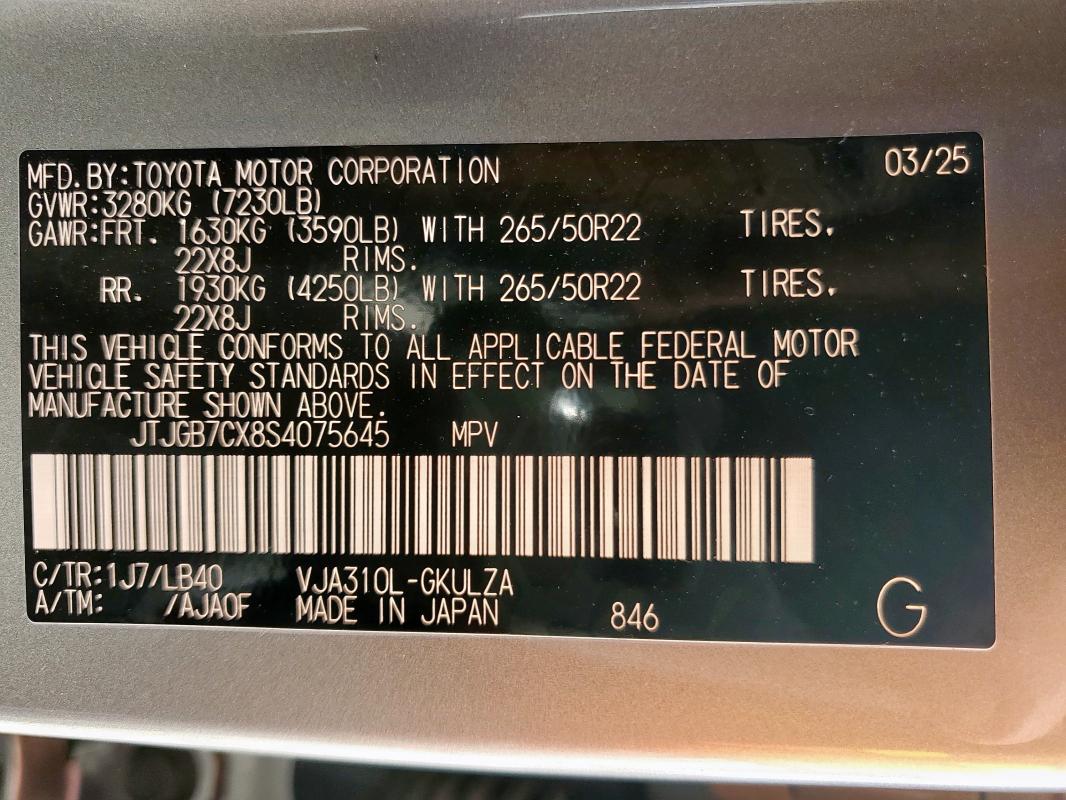 MFD. BY:TOYOTA MOTOR CORPORATION 03/25
GVWR:3280KG (7230LB)
GAWR:FRT. 1630KG (3590LB) WITH 265/50R22 TIRES.
22X8J RIMS.
RR. 1930KG (4250LB) WITH 265/50R22 TIRES.
22X8J RIMS.
THIS VEHICLE CONFORMS TO ALL APPLICABLE FEDERAL MOTOR
VEHICLE SAFETY STANDARDS IN EFFECT ON THE DATE OF
MANUFACTURE SHOWN ABOVE.
JTJGB7CX8S4075645 MPV
C/TR:1J7/LB40 VJA310L-GKULZA
A/TM: /AJA0F MADE IN JAPAN 846 G